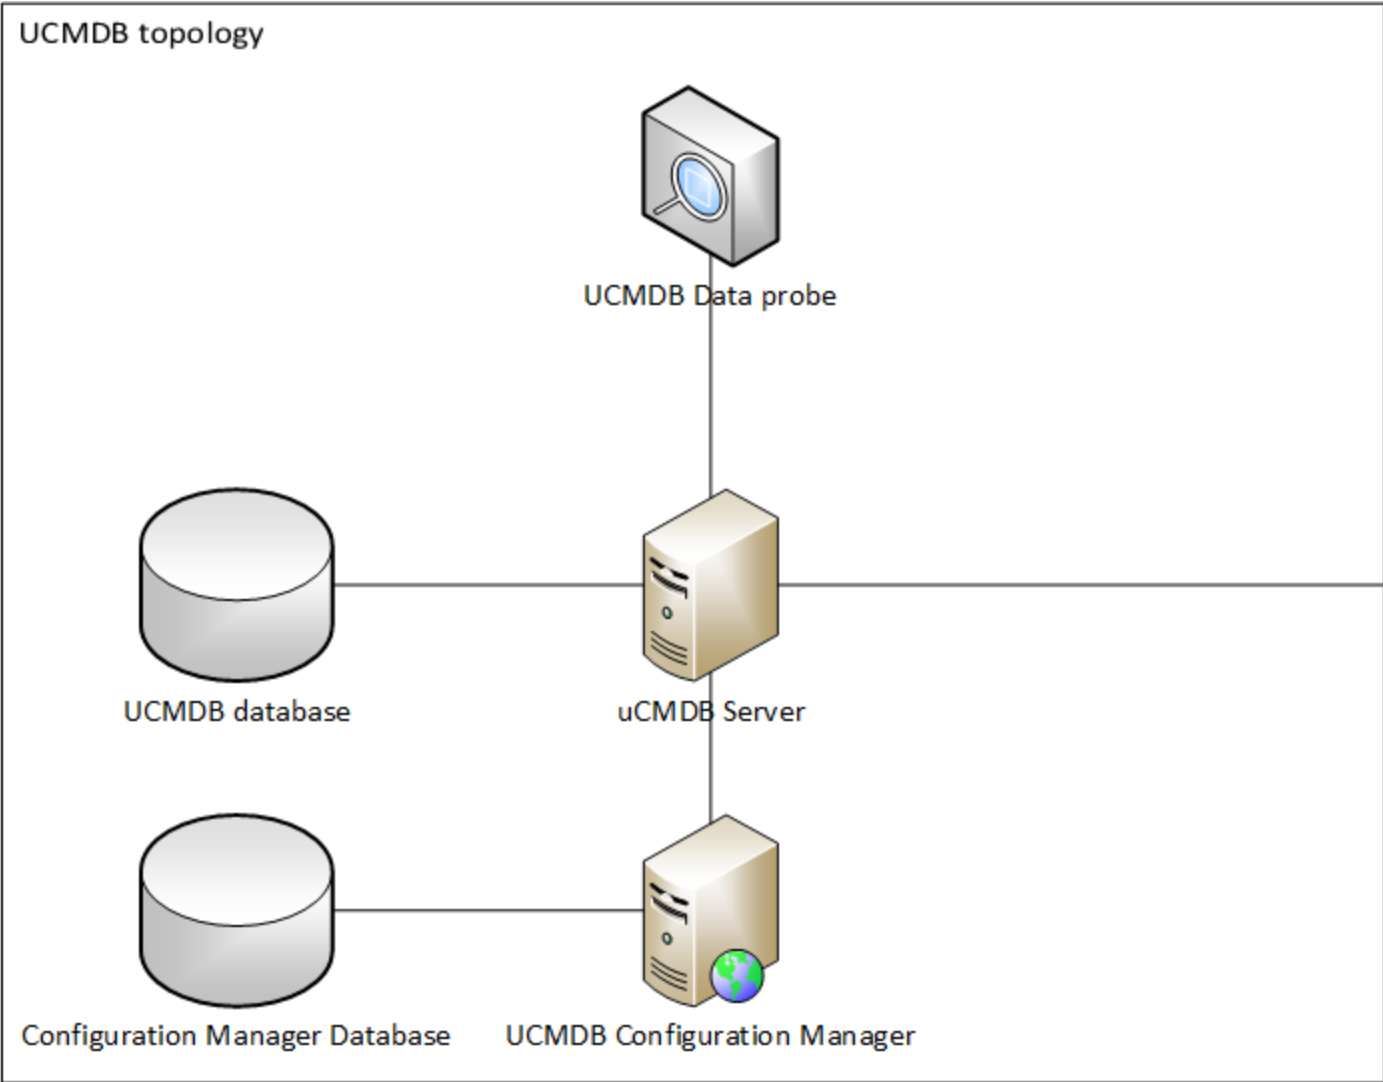 UCMDB topology
UCMDB Data probe
UCMDB database
uCMDB Server
Configuration Manager Database
UCMDB Configuration Manager